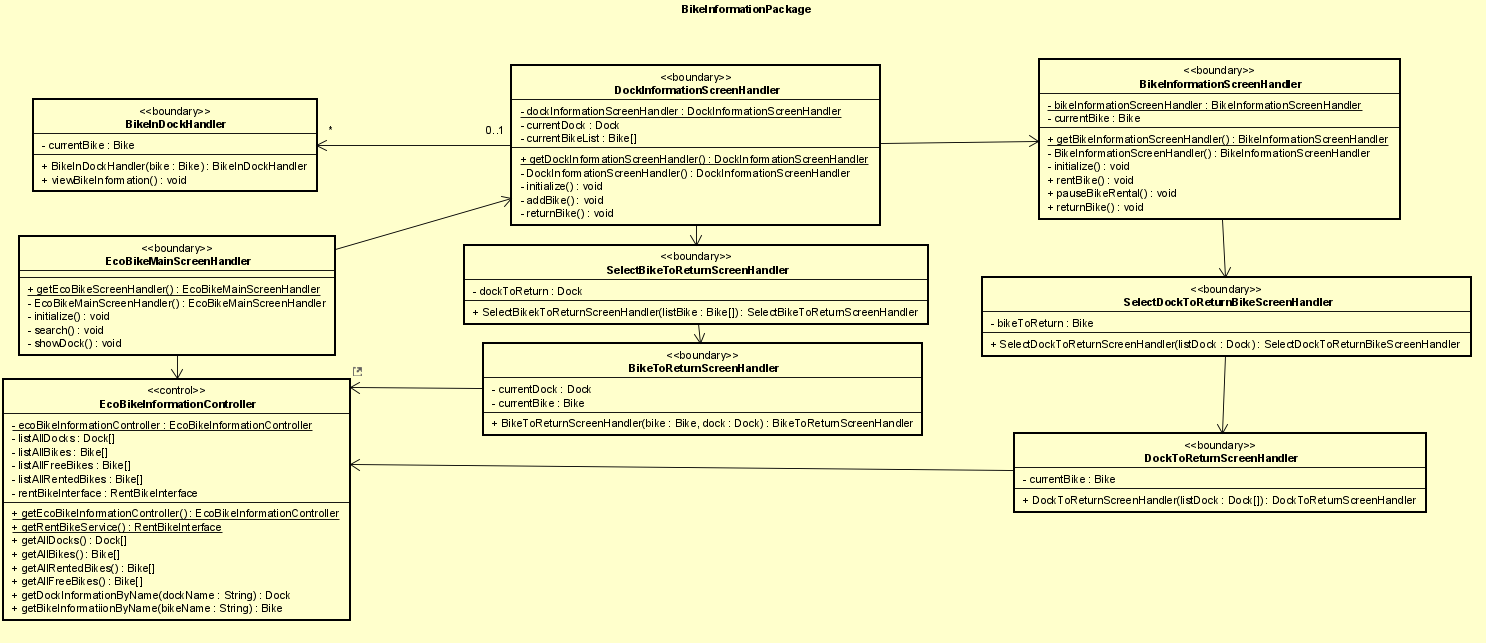 BikeInformationPackage
<<boundary>>
BikeInDockHandler
- currentBike : Bike
+ BikeInDockHandler(bike : Bike) : BikeInDockHandler
+ viewBikeInformation() : void
*
0..1
<<boundary>>
DockInformationScreenHandler
- dockInformationScreenHandler : DockInformationScreenHandler
- currentDock : Dock
- currentBikeList : Bike[]
+ getDockInformationScreenHandler() : DockInformationScreenHandler
- DockInformationScreenHandler() : DockInformationScreenHandler
- initialize() : void
- addBike() : void
- returnBike() : void
<<boundary>>
BikeInformationScreenHandler
- bikeInformationScreenHandler : BikeInformationScreenHandler
- currentBike : Bike
+ getBikeInformationScreenHandler() : BikeInformationScreenHandler
- BikeInformationScreenHandler() : BikeInformationScreenHandler
- initialize() : void
+ rentBike() : void
+ pauseBikeRental() : void
+ returnBike() : void
<<boundary>>
EcoBikeMainScreenHandler
+ getEcoBikeScreenHandler() : EcoBikeMainScreenHandler
- EcoBikeMainScreenHandler() : EcoBikeMainScreenHandler
- initialize() : void
- search() : void
- showDock() : void
<<boundary>>
SelectBikeToReturnScreenHandler
- dockToReturn : Dock
+ SelectBikekToReturnScreenHandler(listBike : Bike[]) : SelectBikeToReturnScreenHandler
<<boundary>>
SelectDockToReturnBikeScreenHandler
- bikeToReturn : Bike
+ SelectDockToReturnScreenHandler(listDock : Dock) : SelectDockToReturnBikeScreenHandler
<<boundary>>
BikeToReturnScreenHandler
- currentDock : Dock
- currentBike : Bike
+ BikeToReturnScreenHandler(bike : Bike, dock : Dock) : BikeToReturnScreenHandler
<<control>>
EcoBikeInformationController
- ecoBikeInformationController : EcoBikeInformationController
- listAllDocks : Dock[]
- listAllBikes : Bike[]
- listAllFreeBikes : Bike[]
- listAllRentedBikes : Bike[]
- rentBikeInterface : RentBikeInterface
+ getEcoBikeInformationController() : EcoBikeInformationController
+ getRentBikeService() : RentBikeInterface
+ getAllDocks() : Dock[]
+ getAllBikes() : Bike[]
+ getAllRentedBikes() : Bike[]
+ getAllFreeBikes() : Bike[]
+ getDockInformationByName(dockName : String) : Dock
+ getBikeInformatiionByName(bikeName : String) : Bike
<<boundary>>
DockToReturnScreenHandler
- currentBike : Bike
+ DockToReturnScreenHandler(listDock : Dock[]) : DockToReturnScreenHandler